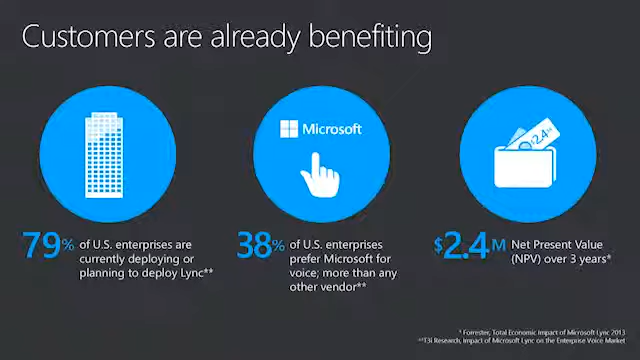 Customers are already benefiting
Microsoft
$2.4M
79% of U.S. enterprises are
currently deploying or
planning to deploy Lync**
38% of U.S. enterprises
prefer Microsoft for
voice; more than any
other vendor**
$2.4M Net Present Value
(NPV) over 3 years*
* Forrester, Total Economic Impact of Microsoft Lync 2013
**T3i Research, Impact of Microsoft Lync on the Enterprise Voice Market